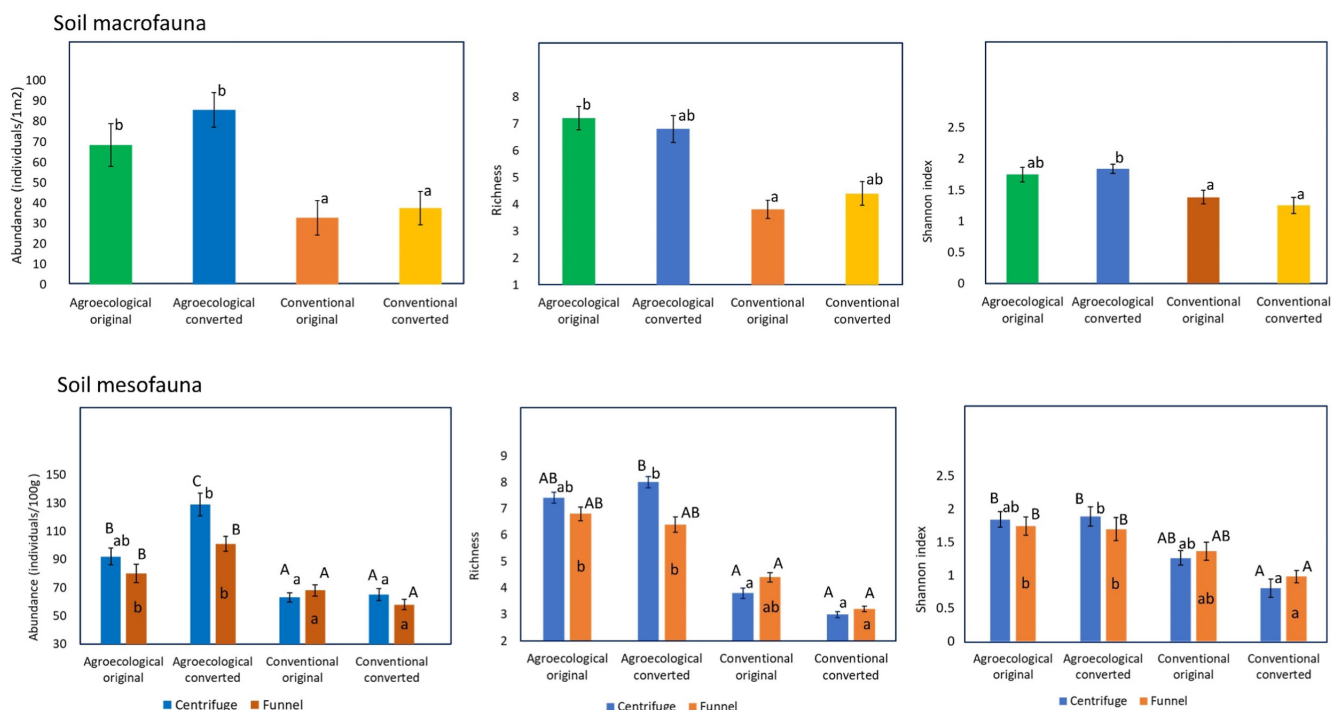 Soil macrofauna
Abundance (individuals/1m2)
100
90
80
70
60
50
40
30
20
10
0
b
b
a
a
Agroecological original
Agroecological converted
Conventional original
Conventional converted
Richness
8
7
6
5
4
3
2
1
b
ab
a
ab
Agroecological original
Agroecological converted
Conventional original
Conventional converted
Shannon index
2.5
2
1.5
1
0.5
0
ab
b
a
a
Agroecological original
Agroecological converted
Conventional original
Conventional converted
Soil mesofauna
Abundance (individuals/100g )
150
130
110
90
70
50
30
B
ab
B
b
C
b
B
b
A
a
A
a
A
a
A
a
Agroecological original
Agroecological converted
Conventional original
Conventional converted
Centrifuge
Funnel
Richness
9
8
7
6
5
4
3
2
AB
ab
AB
b
B
b
AB
b
A
a
A
ab
A
a
A
a
Agroecological original
Agroecological converted
Conventional original
Conventional converted
Centrifuge
Funnel
Shannon index
2.5
2
1.5
1
0.5
0
B
ab
B
b
B
b
B
b
AB
ab
AB
ab
A
a
A
a
Agroecological original
Agroecological converted
Conventional original
Conventional converted
Centrifuge
Funnel